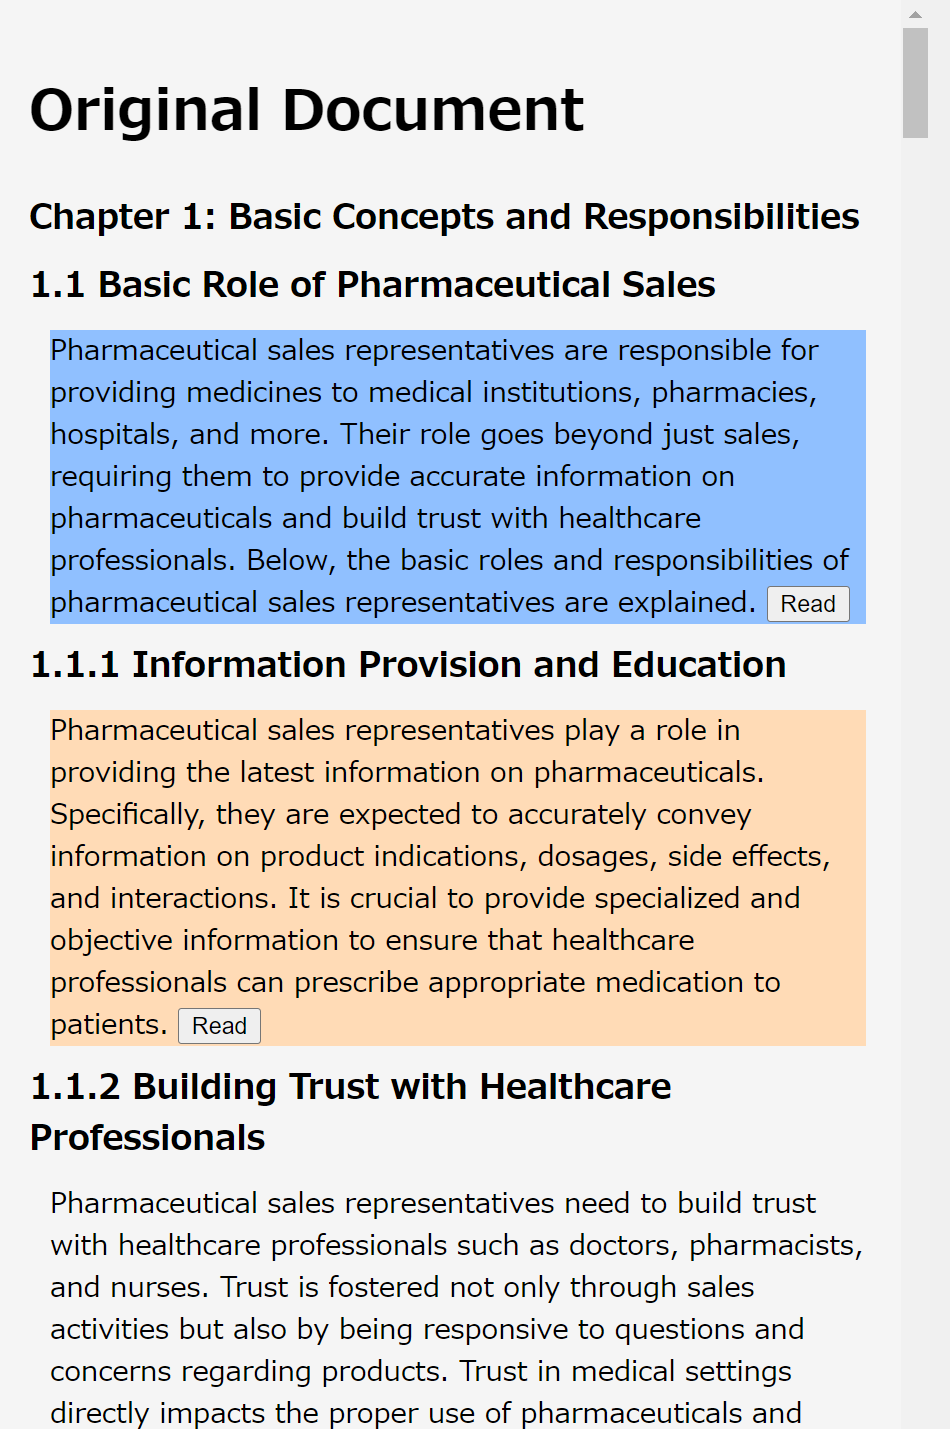 Original Document
Chapter 1: Basic Concepts and Responsibilities
1.1 Basic Role of Pharmaceutical Sales
Pharmaceutical sales representatives are responsible for
providing medicines to medical institutions, pharmacies,
hospitals, and more. Their role goes beyond just sales,
requiring them to provide accurate information on
pharmaceuticals and build trust with healthcare
professionals. Below, the basic roles and responsibilities of
pharmaceutical sales representatives are explained. Read
1.1.1 Information Provision and Education
Pharmaceutical sales representatives play a role in
providing the latest information on pharmaceuticals.
Specifically, they are expected to accurately convey
information on product indications, dosages, side effects,
and interactions. It is crucial to provide specialized and
objective information to ensure that healthcare
professionals can prescribe appropriate medication to
patients. Read
1.1.2 Building Trust with Healthcare
Professionals
Pharmaceutical sales representatives need to build trust
with healthcare professionals such as doctors, pharmacists,
and nurses. Trust is fostered not only through sales
activities but also by being responsive to questions and
concerns regarding products. Trust in medical settings
directly impacts the proper use of pharmaceuticals and